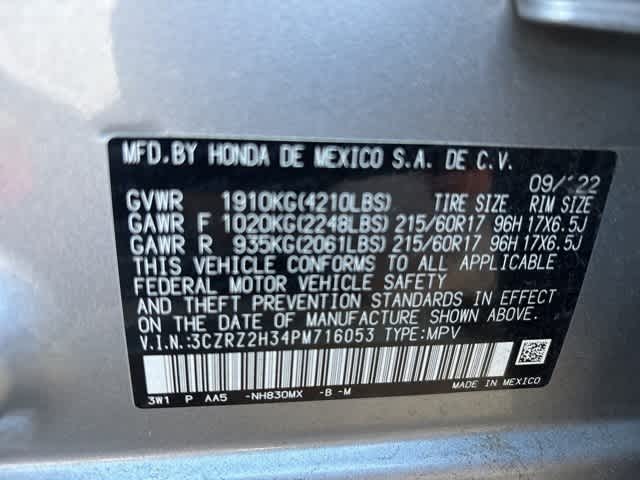 MFD.BY HONDA DE MEXICO S.A. DE C.V.
09/'22
GVWR 1910KG(4210LBS) TIRE SIZE RIM SIZE
GAWR F 1020KG(2248LBS) 215/60R17 96H 17X6.5J
GAWR R 935KG(2061LBS) 215/60R17 96H 17X6.5J
THIS VEHICLE CONFORMS TO ALL APPLICABLE
FEDERAL MOTOR VEHICLE SAFETY
AND THEFT PREVENTION STANDARDS IN EFFECT
ON THE DATE OF MANUFACTURE SHOWN ABOVE.
V.I.N.:3CZRZ2H34PM716053 TYPE:MPV
3W1 P AA5 -NH830MX -B -M
MADE IN MEXICO